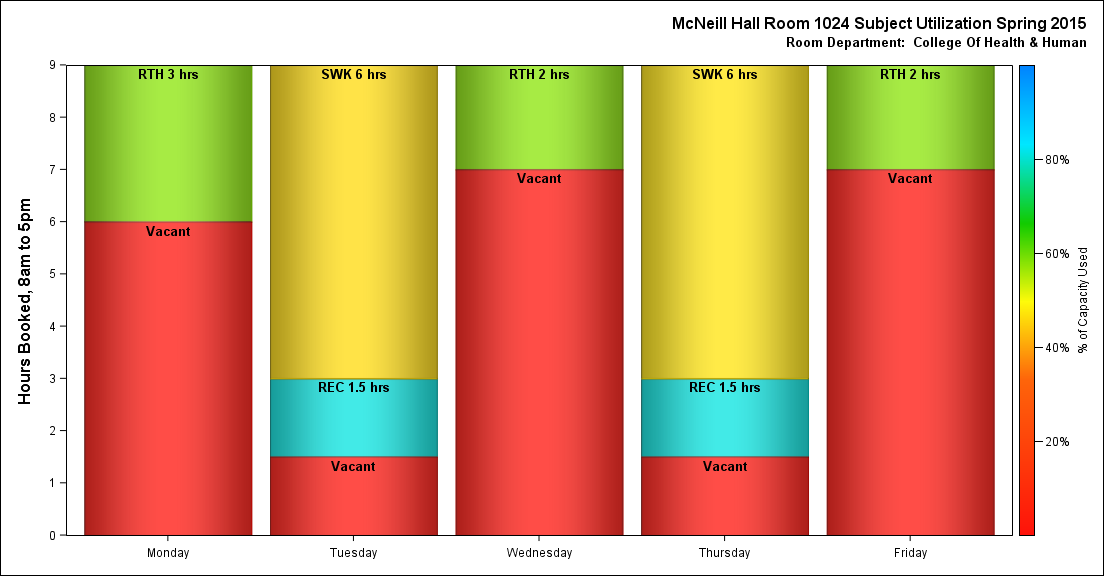 McNeill Hall Room 1024 Subject Utilization Spring 2015
Room Department:  College Of Health & Human
Hours Booked, 8am to 5pm
9
8
7
6
5
4
3
2
1
0
RTH 3 hrs
Vacant
SWK 6 hrs
REC 1.5 hrs
Vacant
RTH 2 hrs
Vacant
SWK 6 hrs
REC 1.5 hrs
Vacant
RTH 2 hrs
Vacant
Monday
Tuesday
Wednesday
Thursday
Friday
80%
60%
40%
20%
% of Capacity Used